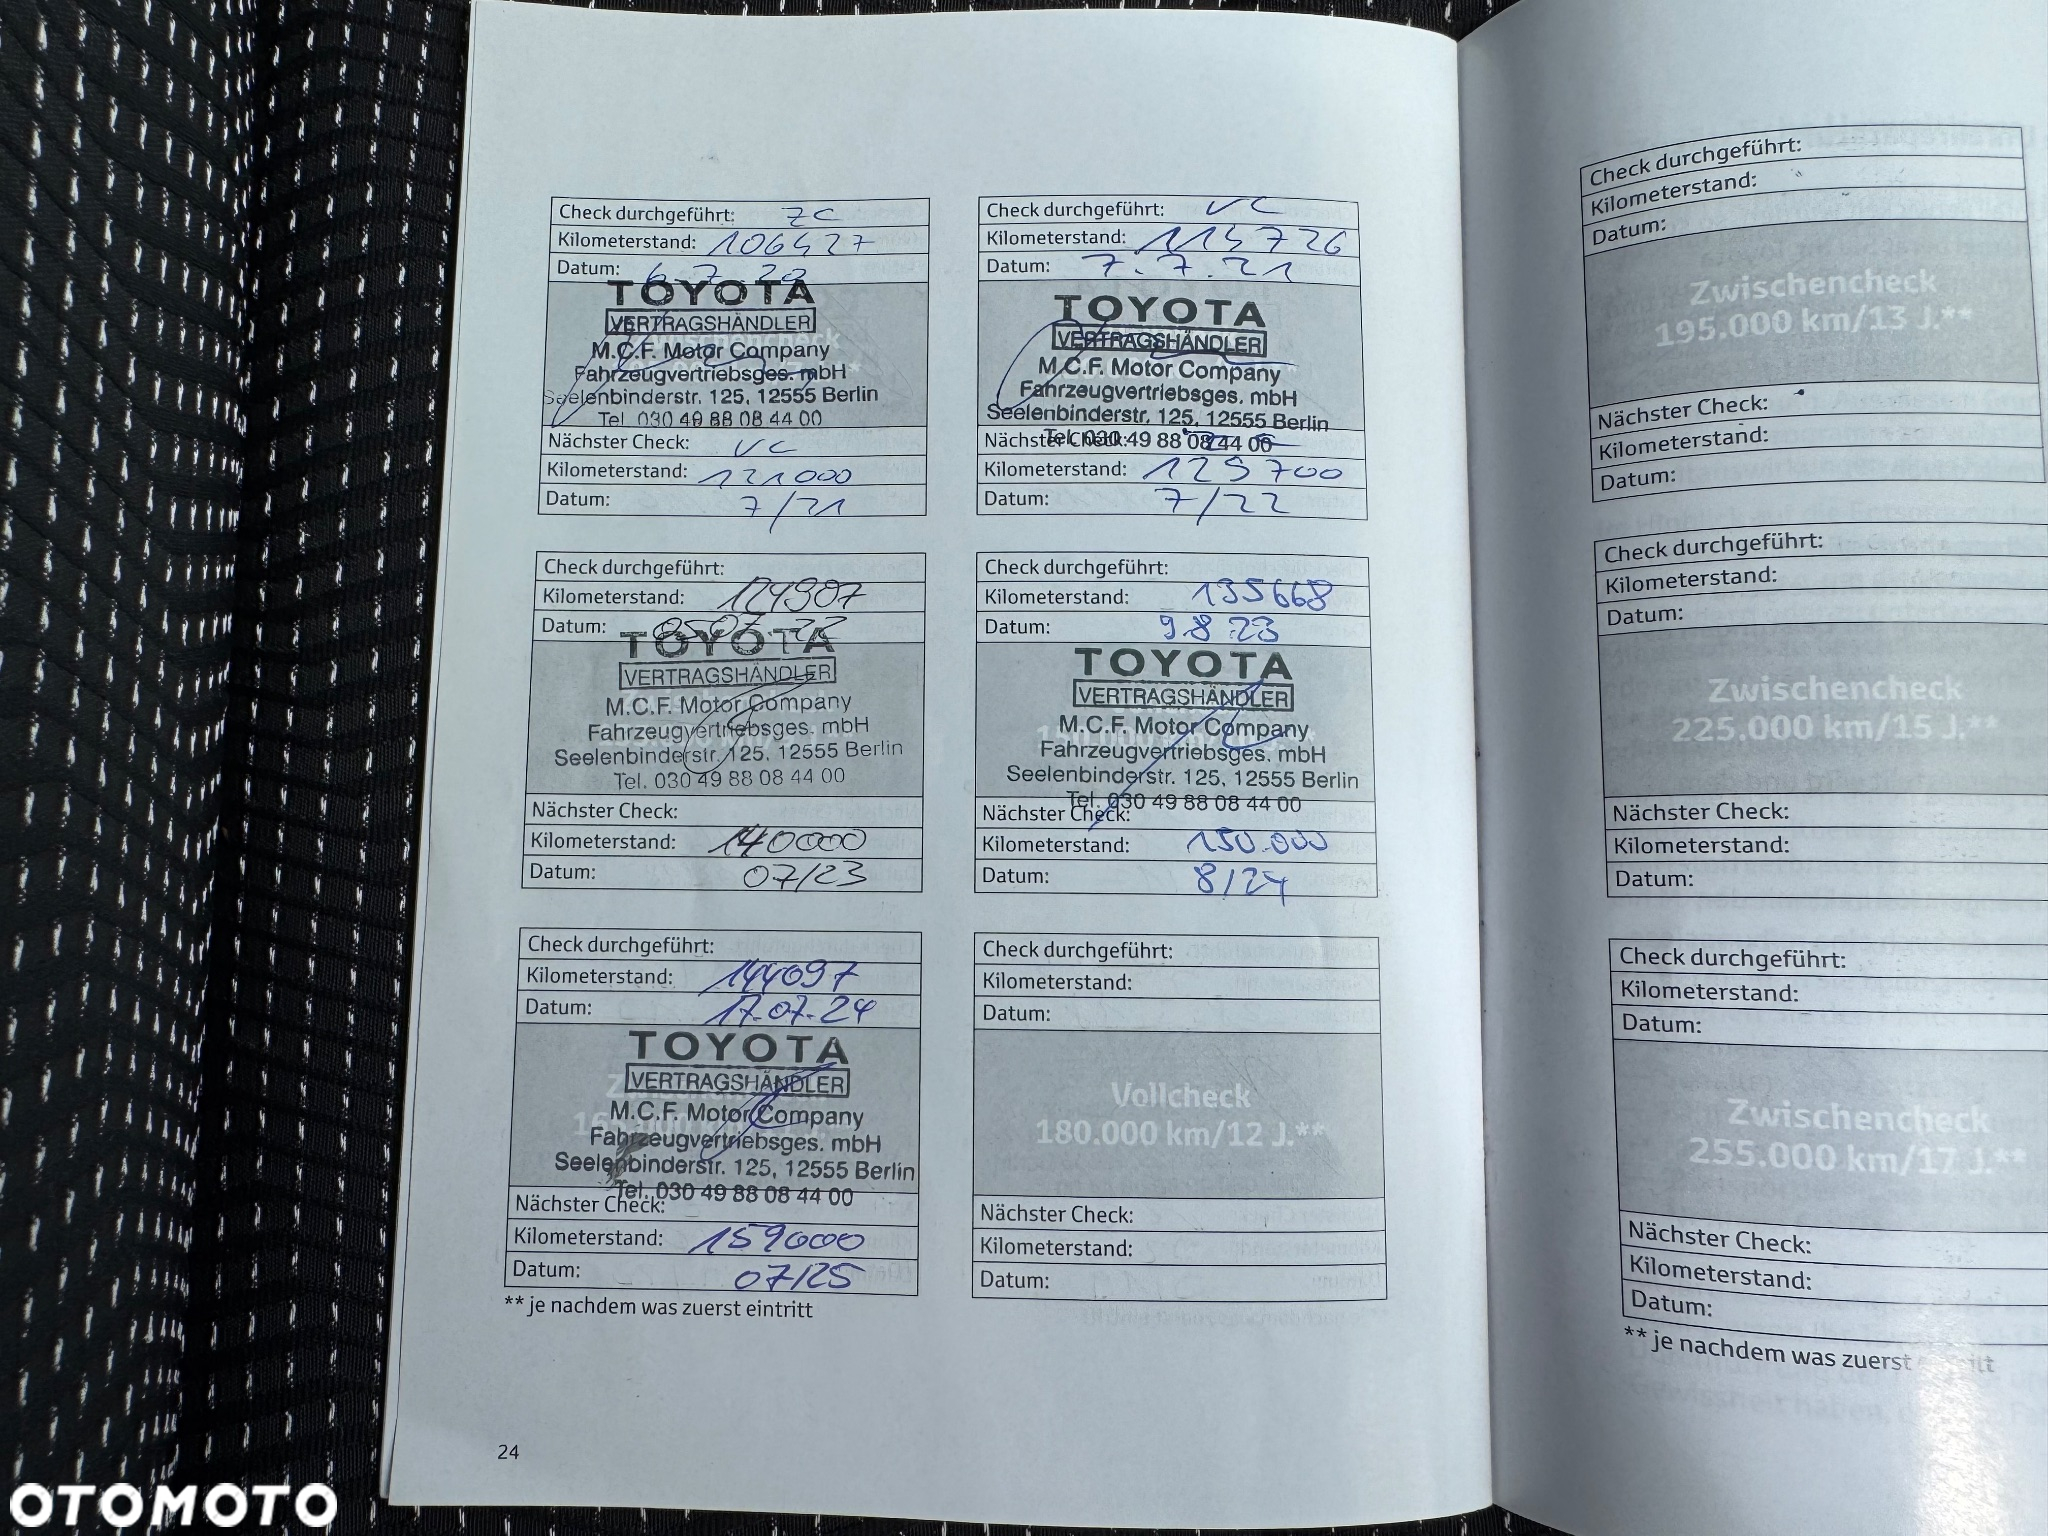 Check durchgeführt: ZC
Kilometerstand: 106427
Datum: 6.7.20
TOYOTA
VERTRAGSHÄNDLER
M.C.F. Motor Company
Fahrzeugvertriebsges. mbH
Seelenbinderstr. 125, 12555 Berlin
Tel. 030 49 88 08 44 00
Nächster Check: VC
Kilometerstand: 121000
Datum: 7/21
Check durchgeführt: VC
Kilometerstand: 115726
Datum: 7.7.21
TOYOTA
VERTRAGSHÄNDLER
M.C.F. Motor Company
Fahrzeugvertriebsges. mbH
Seelenbinderstr. 125, 12555 Berlin
Tel. 030 49 88 08 44 00
Nächster Check:
Kilometerstand: 129700
Datum: 7/22
Check durchgeführt:
Kilometerstand: 124907
Datum:
TOYOTA
VERTRAGSHÄNDLER
M.C.F. Motor Company
Fahrzeugvertriebsges. mbH
Seelenbinderstr. 125, 12555 Berlin
Tel. 030 49 88 08 44 00
Nächster Check:
Kilometerstand: 140000
Datum: 07/23
Check durchgeführt:
Kilometerstand: 135668
Datum: 9.8.23
TOYOTA
VERTRAGSHÄNDLER
M.C.F. Motor Company
Fahrzeugvertriebsges. mbH
Seelenbinderstr. 125, 12555 Berlin
Tel. 030 49 88 08 44 00
Nächster Check:
Kilometerstand: 150.000
Datum: 8/24
Check durchgeführt:
Kilometerstand: 144097
Datum: 17.07.24
TOYOTA
VERTRAGSHÄNDLER
M.C.F. Motor Company
Fahrzeugvertriebsges. mbH
Seelenbinderstr. 125, 12555 Berlin
Tel. 030 49 88 08 44 00
Nächster Check:
Kilometerstand: 159000
Datum: 07/25
Check durchgeführt:
Kilometerstand:
Datum:
Vollcheck
180.000 km/12 J.**
Nächster Check:
Kilometerstand:
Datum:
** je nachdem was zuerst eintritt
24
Check durchgeführt:
Kilometerstand:
Datum:
Zwischencheck
195.000 km/13 J.**
Nächster Check:
Kilometerstand:
Datum:
Check durchgeführt:
Kilometerstand:
Datum:
Zwischencheck
225.000 km/15 J.**
Nächster Check:
Kilometerstand:
Datum:
Check durchgeführt:
Kilometerstand:
Datum:
Zwischencheck
255.000 km/17 J.**
Nächster Check:
Kilometerstand:
Datum:
** je nachdem was zuerst eintritt
OTOMOTO